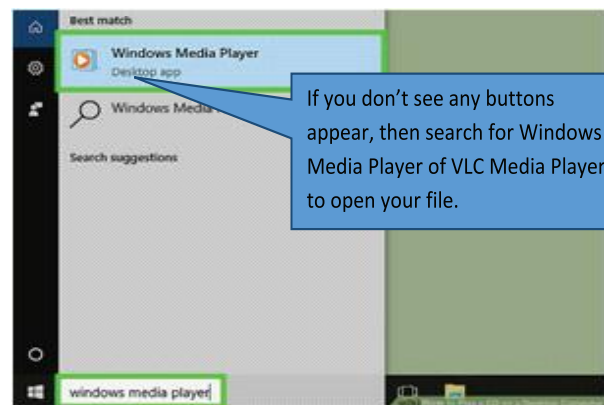 Best match
Windows Media Player
Desktop app
If you don't see any buttons
appear, then search for Windows
Media Player of VLC Media Player
to open your file.
Windows Media
Search suggestions
windows media player